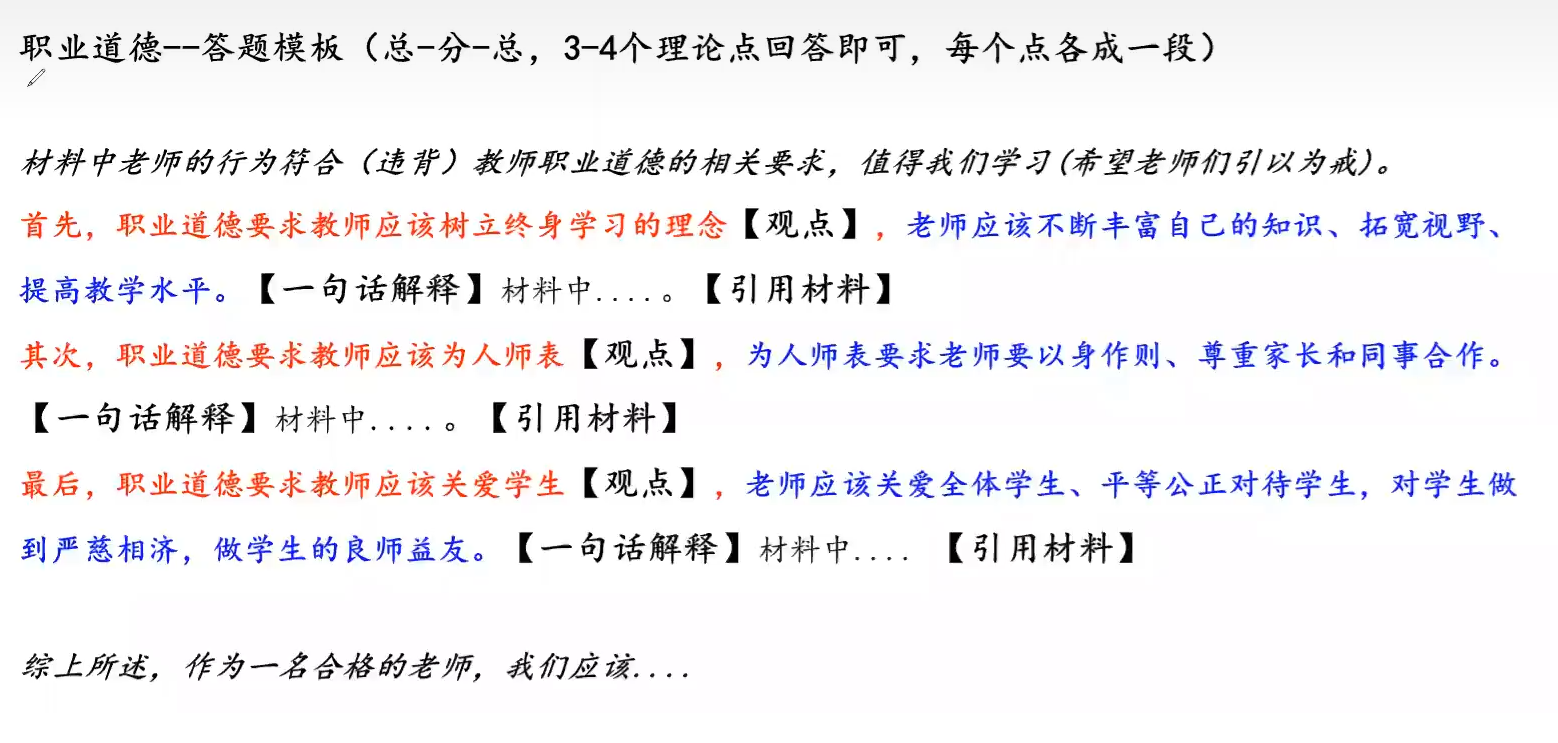 职业道德--答题模板（总-分-总，3-4个理论点回答即可，每个点各成一段）
材料中老师的行为符合（违背）教师职业道德的相关要求，值得我们学习(希望老师们引以为戒)。
首先，职业道德要求教师应该树立终身学习的理念【观点】，老师应该不断丰富自己的知识、拓宽视野、
提高教学水平。【一句话解释】材料中....。【引用材料】
其次，职业道德要求教师应该为人师表【观点】，为人师表要求老师要以身作则、尊重家长和同事合作。
【一句话解释】材料中....。【引用材料】
最后，职业道德要求教师应该关爱学生【观点】，老师应该关爱全体学生、平等公正对待学生，对学生做
到严慈相济，做学生的良师益友。【一句话解释】材料中.... 【引用材料】
综上所述，作为一名合格的老师，我们应该....